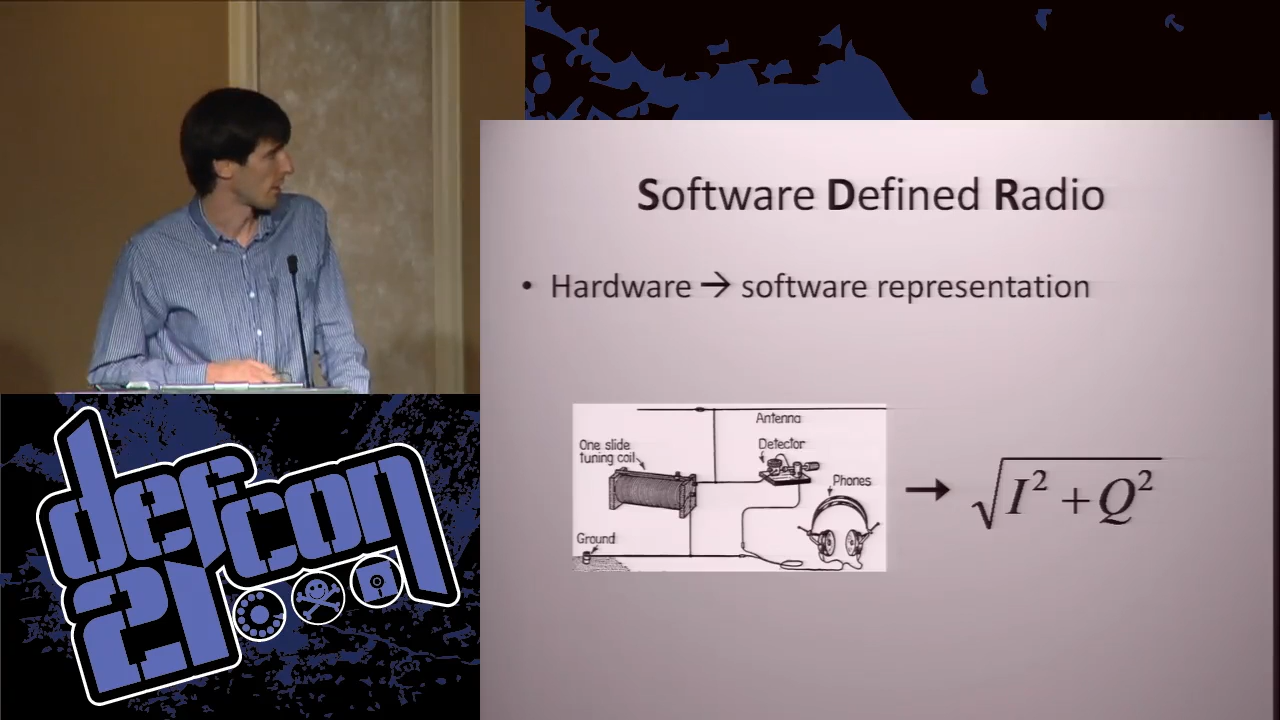 Software Defined Radio
• Hardware → software representation
Antenna
One slide
tuning coil
Detector
Phones
Ground
→ √I² + Q²
defcon
21